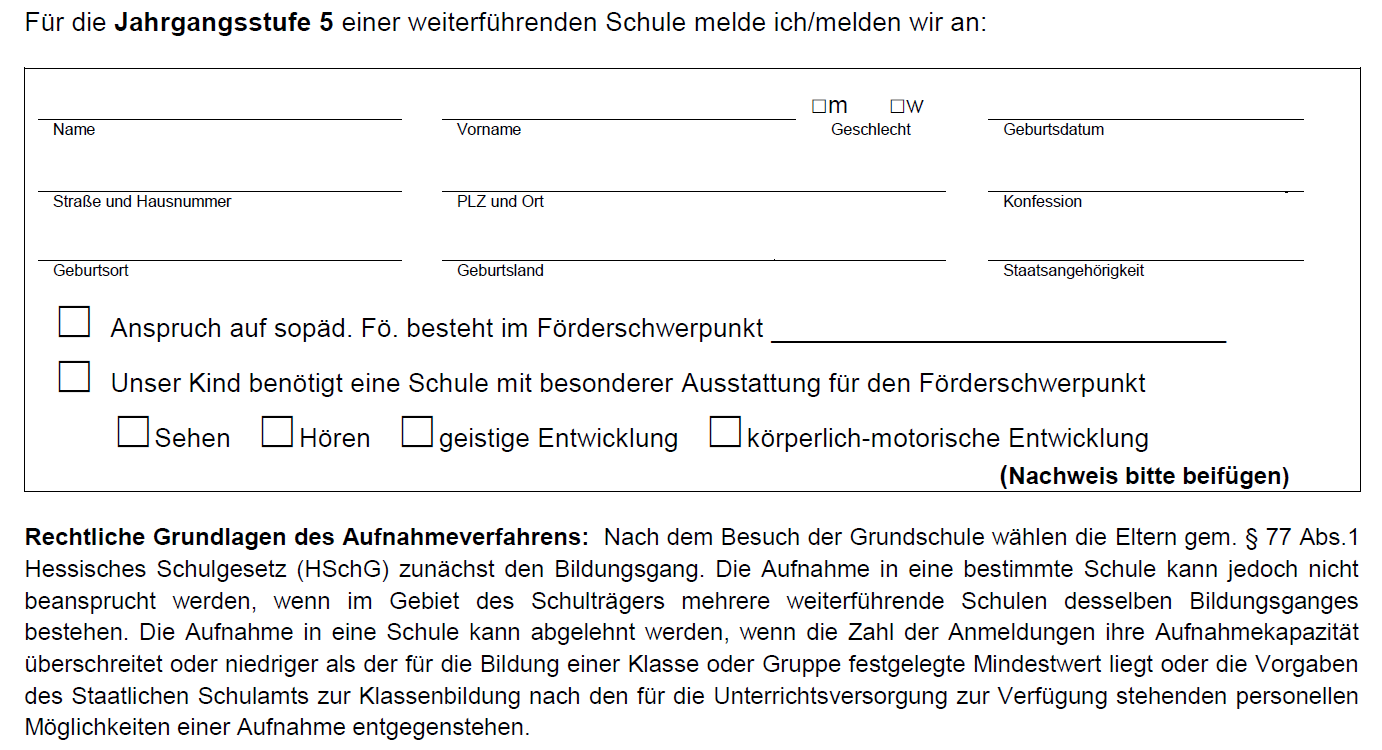 Für die Jahrgangsstufe 5 einer weiterführenden Schule melde ich/melden wir an:
□m □w
Name Vorname Geschlecht Geburtsdatum
Straße und Hausnummer PLZ und Ort Konfession
Geburtsort Geburtsland Staatsangehörigkeit
Anspruch auf sopäd. Fö. besteht im Förderschwerpunkt
Unser Kind benötigt eine Schule mit besonderer Ausstattung für den Förderschwerpunkt
Sehen Hören geistige Entwicklung körperlich-motorische Entwicklung
(Nachweis bitte beifügen)
Rechtliche Grundlagen des Aufnahmeverfahrens: Nach dem Besuch der Grundschule wählen die Eltern gem. § 77 Abs.1
Hessisches Schulgesetz (HSchG) zunächst den Bildungsgang. Die Aufnahme in eine bestimmte Schule kann jedoch nicht
beansprucht werden, wenn im Gebiet des Schulträgers mehrere weiterführende Schulen desselben Bildungsganges
bestehen. Die Aufnahme in eine Schule kann abgelehnt werden, wenn die Zahl der Anmeldungen ihre Aufnahmekapazität
überschreitet oder niedriger als der für die Bildung einer Klasse oder Gruppe festgelegte Mindestwert liegt oder die Vorgaben
des Staatlichen Schulamts zur Klassenbildung nach den für die Unterrichtsversorgung zur Verfügung stehenden personellen
Möglichkeiten einer Aufnahme entgegenstehen.